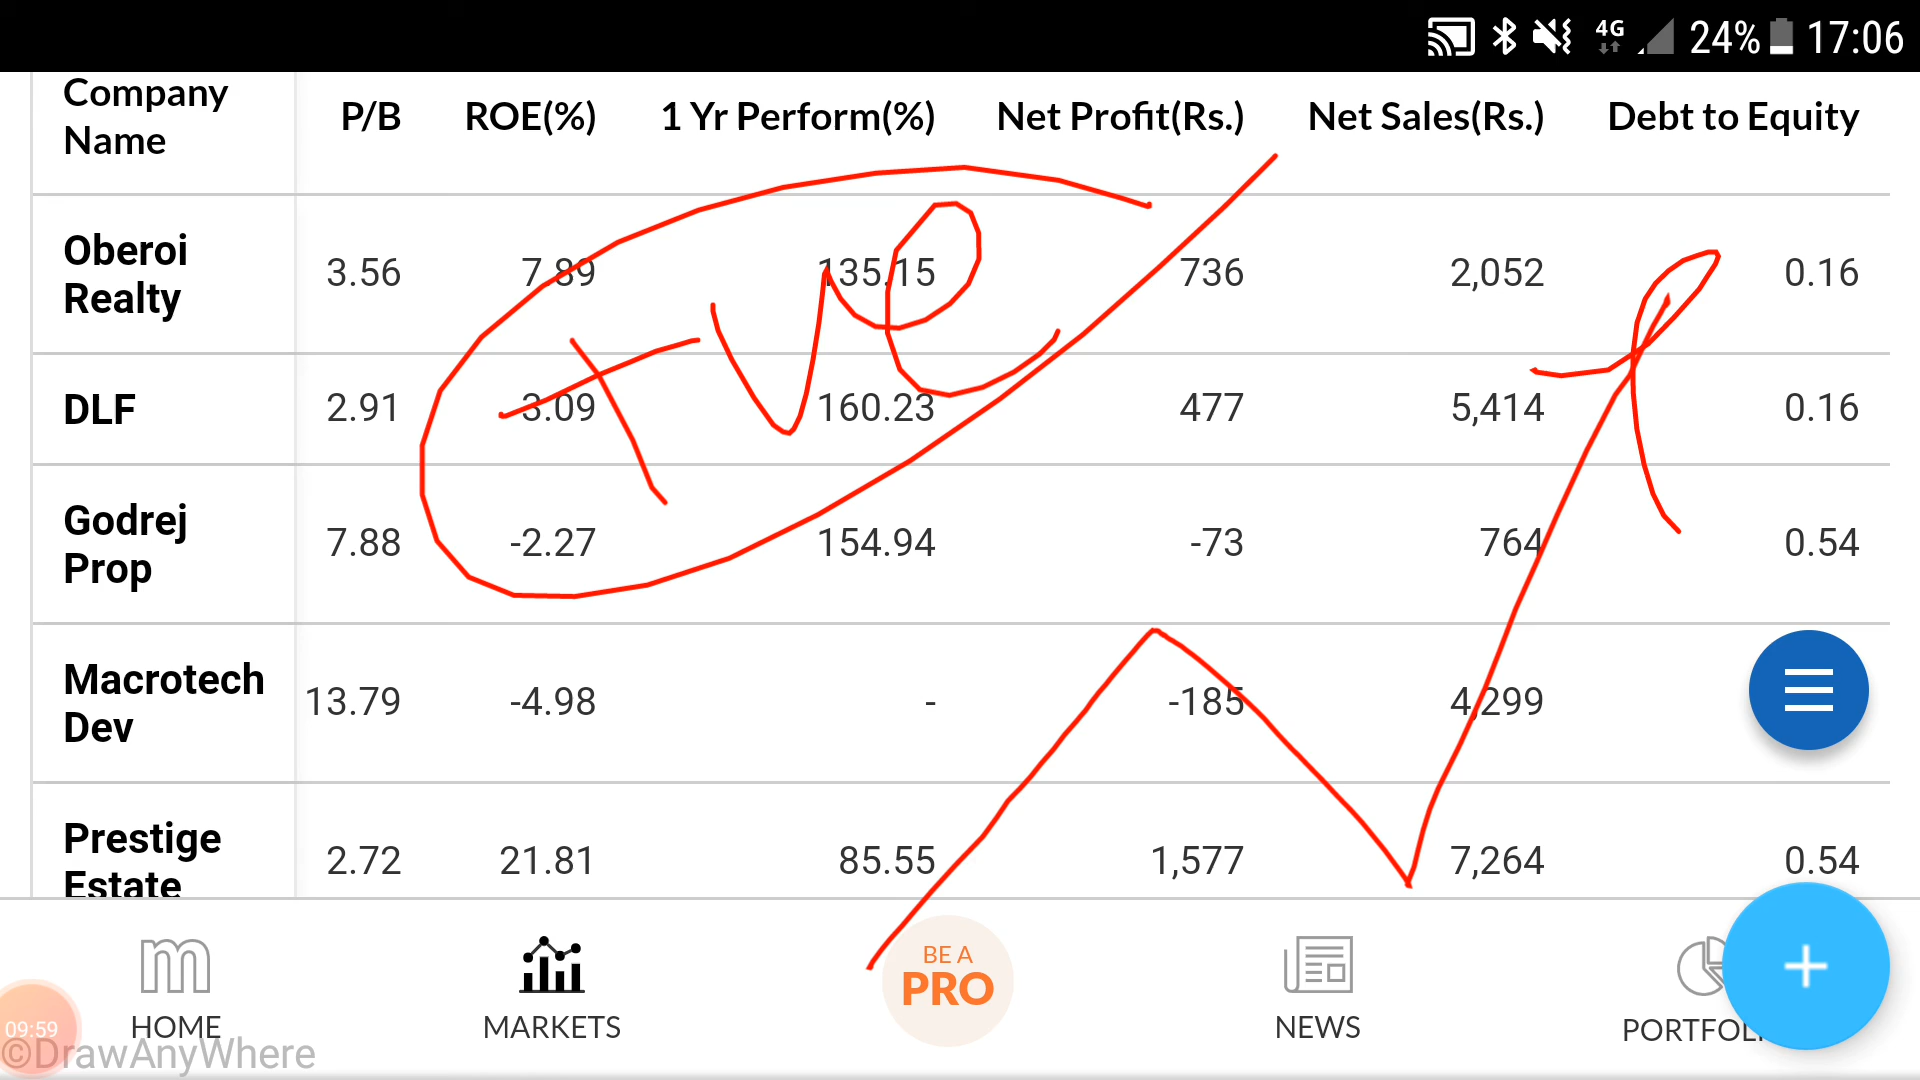 4G 24% 17:06
Company Name P/B ROE(%) 1 Yr Perform(%) Net Profit(Rs.) Net Sales(Rs.) Debt to Equity
Oberoi Realty 3.56 7.89 135.15 736 2,052 0.16
DLF 2.91 3.09 160.23 477 5,414 0.16
Godrej Prop 7.88 -2.27 154.94 -73 764 0.54
Macrotech Dev 13.79 -4.98 - -185 4,299
Prestige Estate 2.72 21.81 85.55 1,577 7,264 0.54
+ve
m BE A PRO
HOME MARKETS NEWS
09:59
©DrawAnyWhere